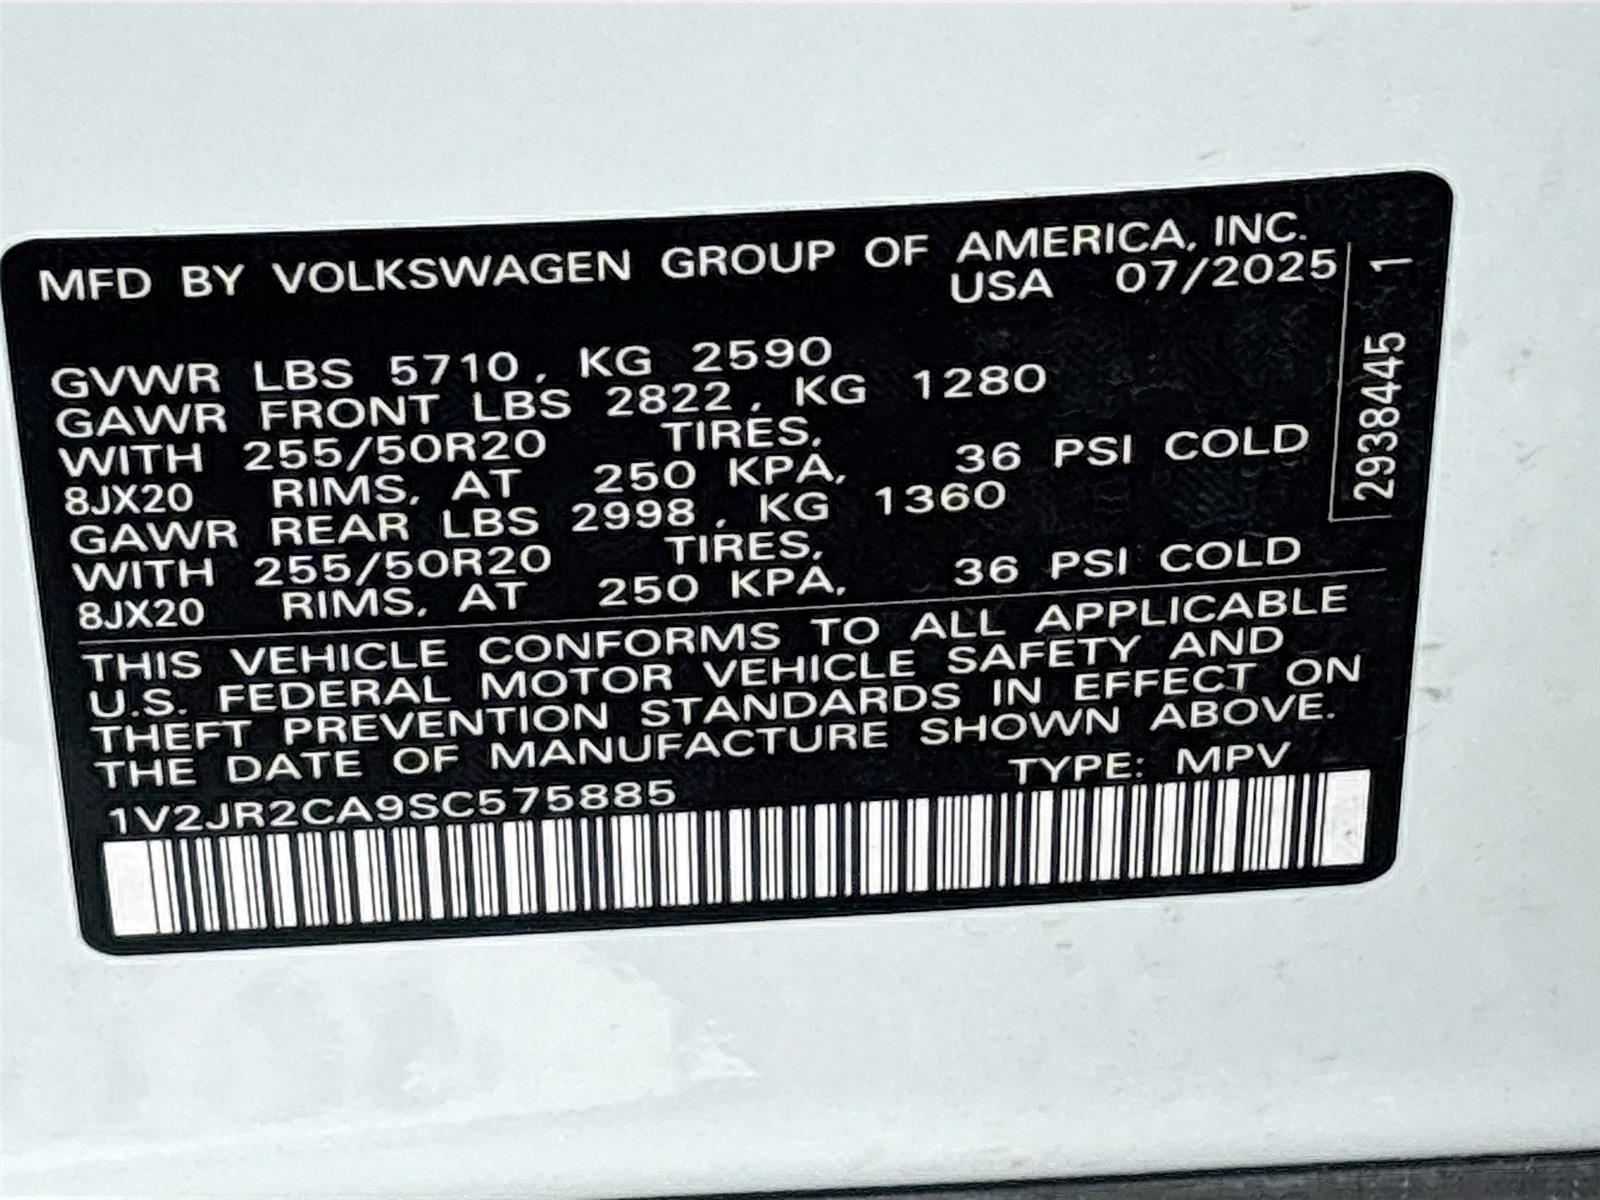 MFD BY VOLKSWAGEN GROUP OF AMERICA, INC.
USA 07/2025
GVWR LBS 5710, KG 2590
GAWR FRONT LBS 2822, KG 1280
WITH 255/50R20 TIRES,
8JX20 RIMS, AT 250 KPA, 36 PSI COLD
GAWR REAR LBS 2998, KG 1360
WITH 255/50R20 TIRES,
8JX20 RIMS, AT 250 KPA, 36 PSI COLD
THIS VEHICLE CONFORMS TO ALL APPLICABLE
U.S. FEDERAL MOTOR VEHICLE SAFETY AND
THEFT PREVENTION STANDARDS IN EFFECT ON
THE DATE OF MANUFACTURE SHOWN ABOVE.
1V2JR2CA9SC575885 TYPE: MPV
2938445 1